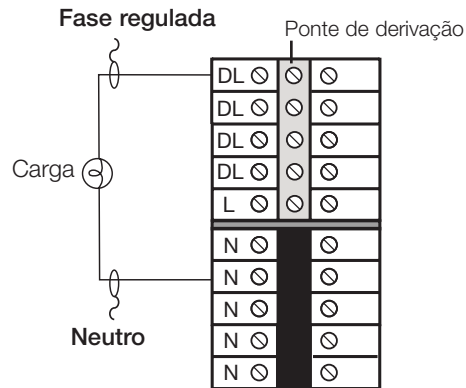 Fase regulada
Ponte de derivação
DL
DL
DL
Carga
DL
L
N
N
N
Neutro
N
N